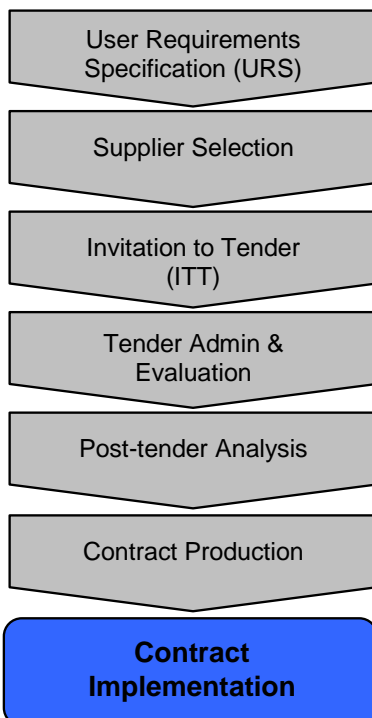 User Requirements
Specification (URS)
Supplier Selection
Invitation to Tender
(ITT)
Tender Admin &
Evaluation
Post-tender Analysis
Contract Production
Contract
Implementation